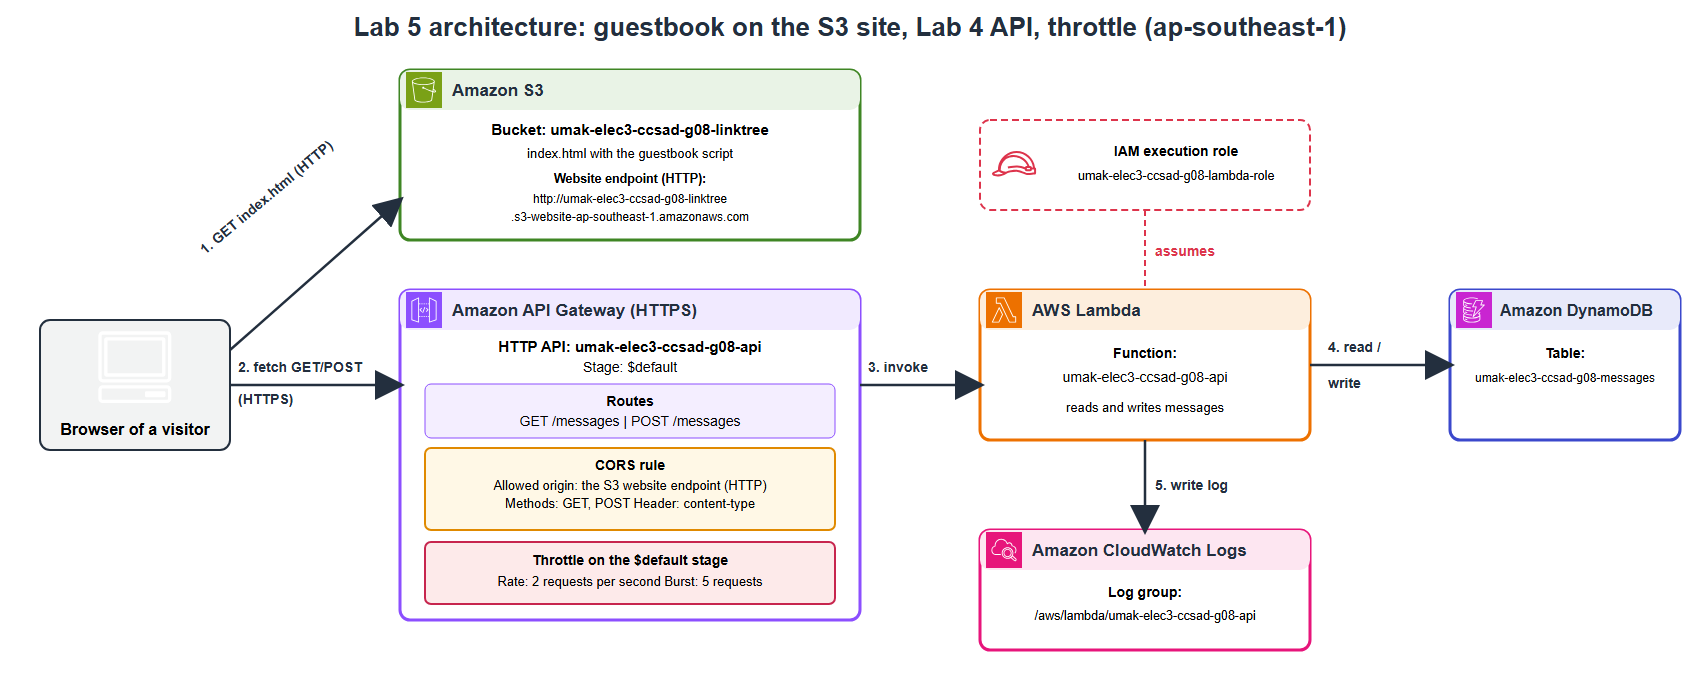 Lab 5 architecture: guestbook on the S3 site, Lab 4 API, throttle (ap-southeast-1)
Amazon S3
Bucket: umak-elec3-ccsad-g08-linktree
index.html with the guestbook script
Website endpoint (HTTP):
http://umak-elec3-ccsad-g08-linktree
.s3-website-ap-southeast-1.amazonaws.com
1. GET index.html (HTTP)
IAM execution role
umak-elec3-ccsad-g08-lambda-role
assumes
Browser of a visitor
2. fetch GET/POST
(HTTPS)
Amazon API Gateway (HTTPS)
HTTP API: umak-elec3-ccsad-g08-api
Stage: $default
Routes
GET /messages | POST /messages
CORS rule
Allowed origin: the S3 website endpoint (HTTP)
Methods: GET, POST Header: content-type
Throttle on the $default stage
Rate: 2 requests per second Burst: 5 requests
3. invoke
AWS Lambda
Function:
umak-elec3-ccsad-g08-api
reads and writes messages
4. read /
write
Amazon DynamoDB
Table:
umak-elec3-ccsad-g08-messages
5. write log
Amazon CloudWatch Logs
Log group:
/aws/lambda/umak-elec3-ccsad-g08-api